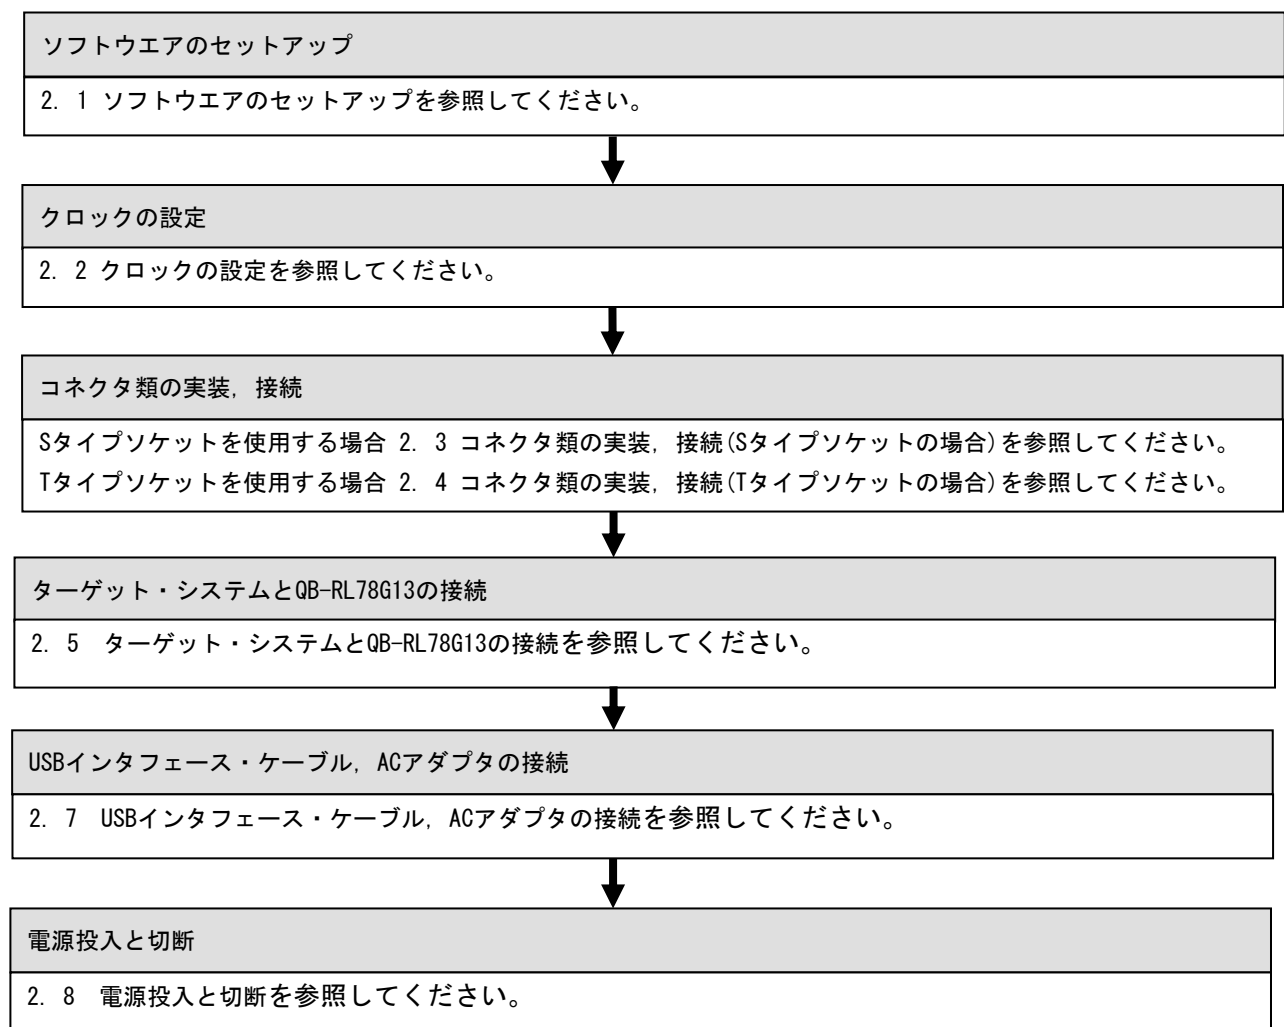 ソフトウエアのセットアップ
2. 1 ソフトウエアのセットアップを参照してください。
クロックの設定
2. 2 クロックの設定を参照してください。
コネクタ類の実装, 接続
Sタイプソケットを使用する場合 2. 3 コネクタ類の実装, 接続(Sタイプソケットの場合)を参照してください。
Tタイプソケットを使用する場合 2. 4 コネクタ類の実装, 接続(Tタイプソケットの場合)を参照してください。
ターゲット・システムとQB-RL78G13の接続
2. 5 ターゲット・システムとQB-RL78G13の接続を参照してください。
USBインタフェース・ケーブル, ACアダプタの接続
2. 7 USBインタフェース・ケーブル, ACアダプタの接続を参照してください。
電源投入と切断
2. 8 電源投入と切断を参照してください。